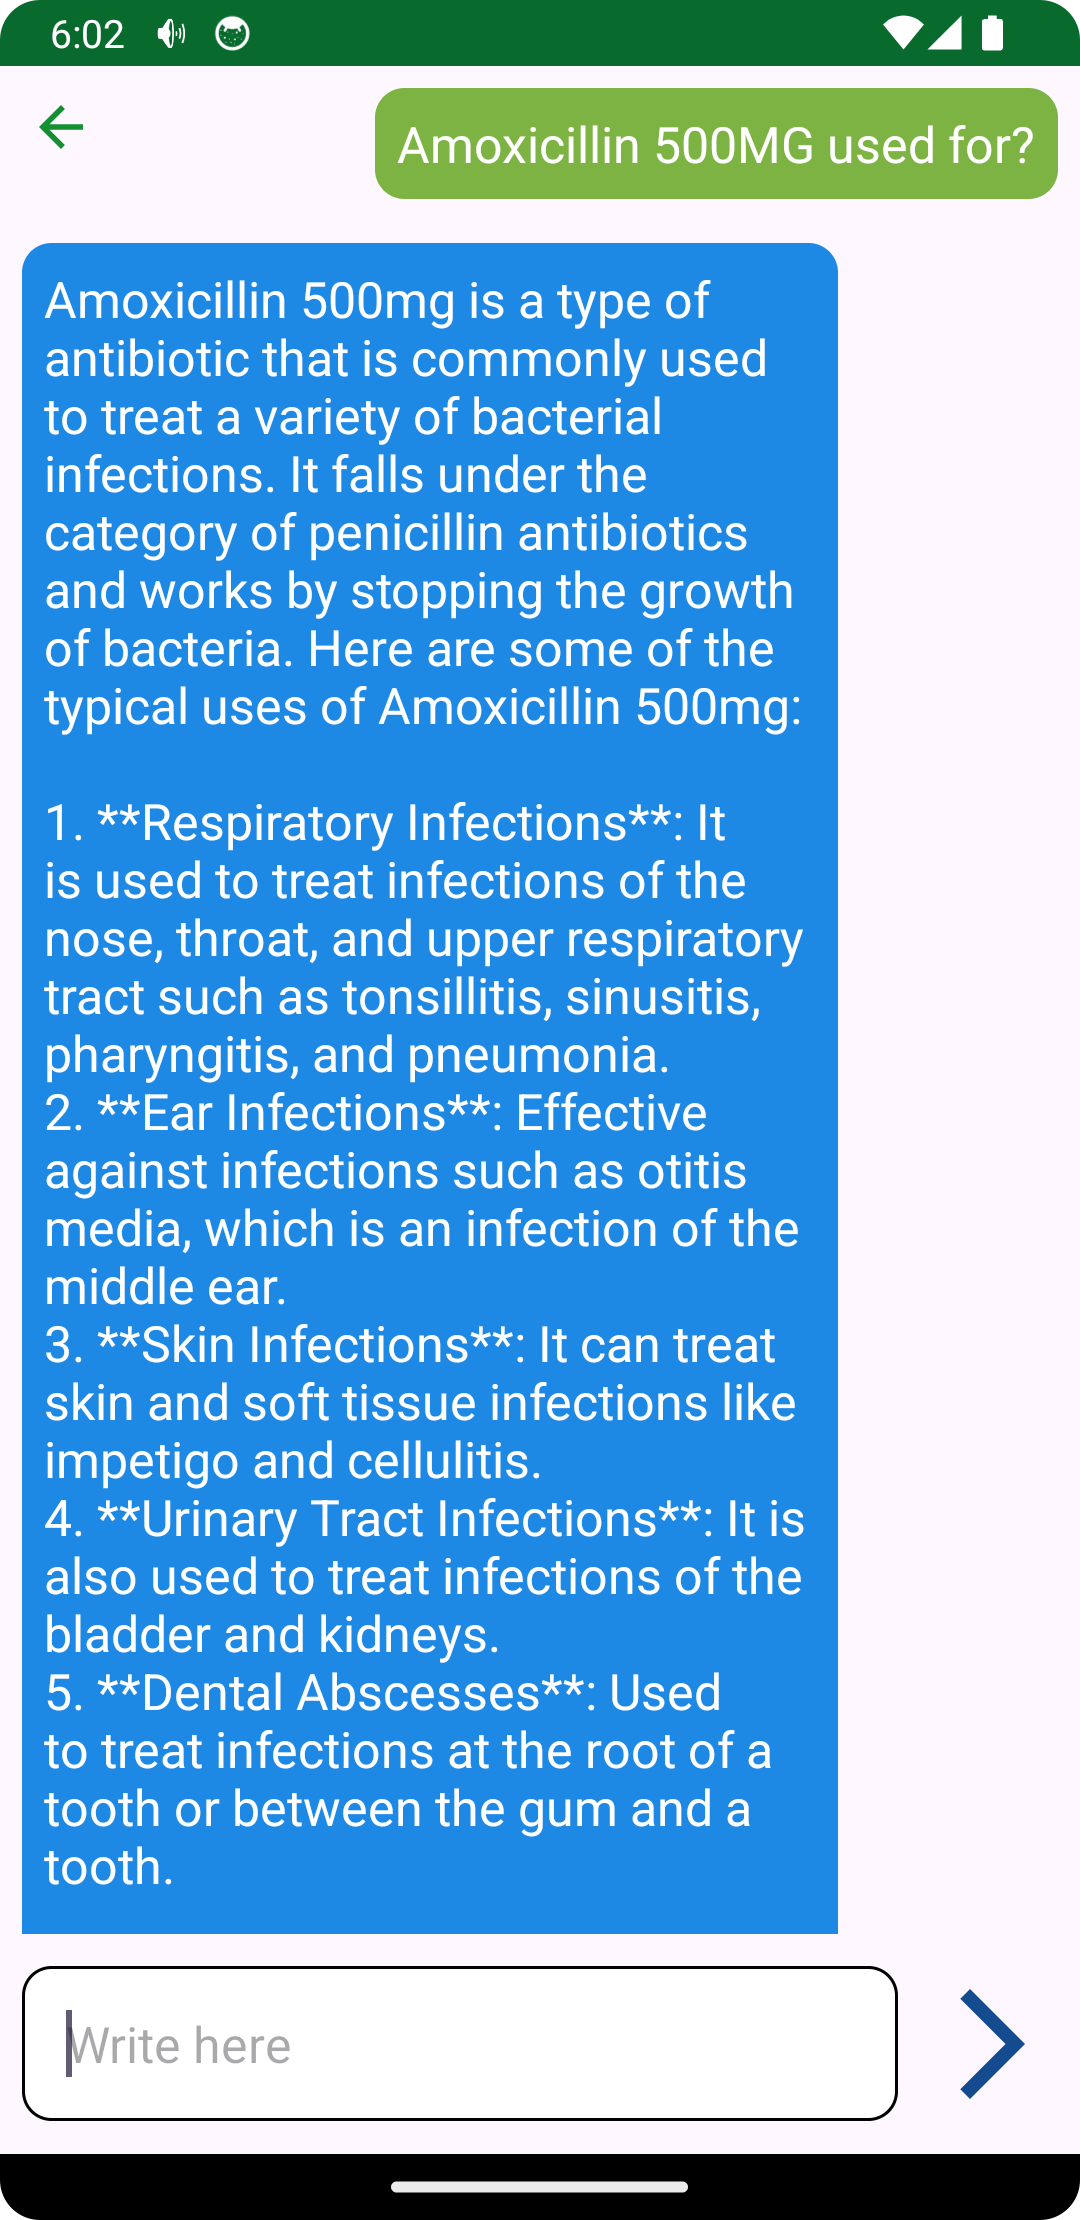 6:02
Amoxicillin 500MG used for?
Amoxicillin 500mg is a type of
antibiotic that is commonly used
to treat a variety of bacterial
infections. It falls under the
category of penicillin antibiotics
and works by stopping the growth
of bacteria. Here are some of the
typical uses of Amoxicillin 500mg:
1. **Respiratory Infections**: It
is used to treat infections of the
nose, throat, and upper respiratory
tract such as tonsillitis, sinusitis,
pharyngitis, and pneumonia.
2. **Ear Infections**: Effective
against infections such as otitis
media, which is an infection of the
middle ear.
3. **Skin Infections**: It can treat
skin and soft tissue infections like
impetigo and cellulitis.
4. **Urinary Tract Infections**: It is
also used to treat infections of the
bladder and kidneys.
5. **Dental Abscesses**: Used
to treat infections at the root of a
tooth or between the gum and a
tooth.
Write here